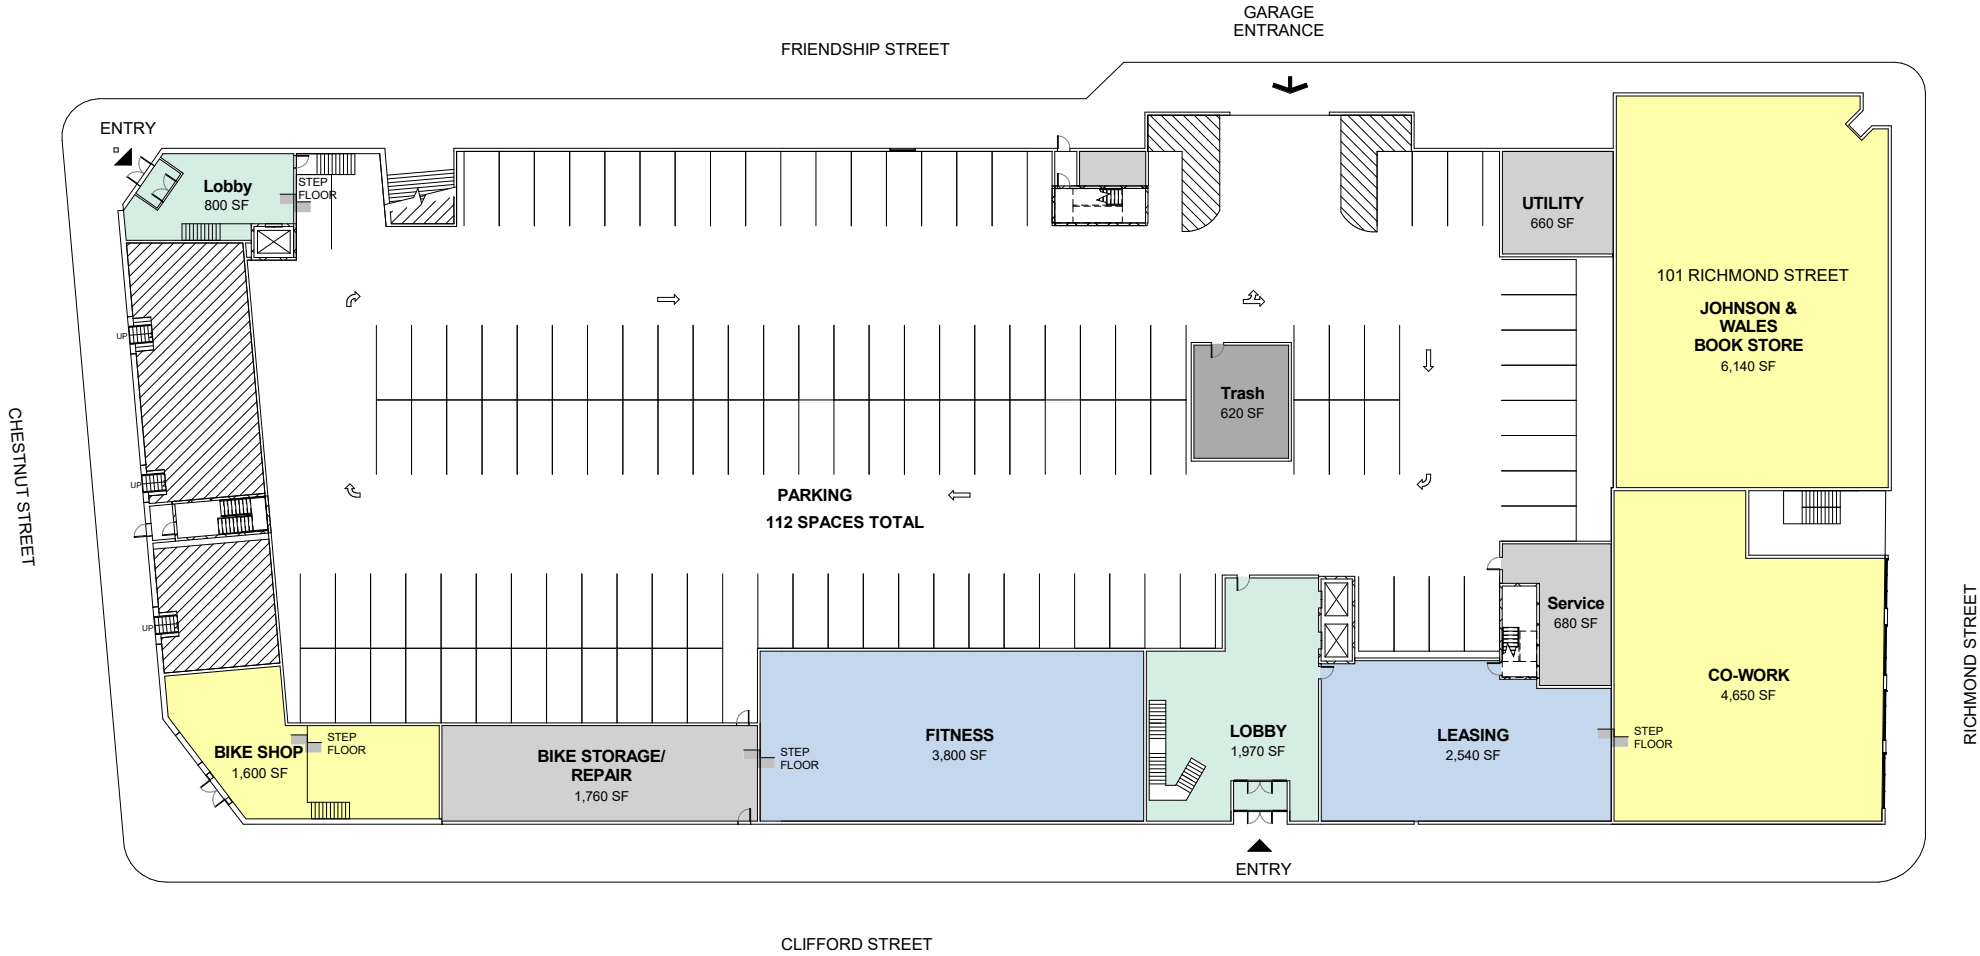 GARAGE
ENTRANCE
FRIENDSHIP STREET
ENTRY
Lobby
800 SF
STEP
FLOOR
UTILITY
660 SF
101 RICHMOND STREET
JOHNSON &
WALES
BOOK STORE
6,140 SF
UP
Trash
620 SF
CHESTNUT STREET
UP
PARKING
112 SPACES TOTAL
UP
Service
680 SF
RICHMOND STREET
CO-WORK
4,650 SF
BIKE SHOP
1,600 SF
STEP
FLOOR
BIKE STORAGE/
REPAIR
1,760 SF
STEP
FLOOR
FITNESS
3,800 SF
LOBBY
1,970 SF
LEASING
2,540 SF
STEP
FLOOR
ENTRY
CLIFFORD STREET